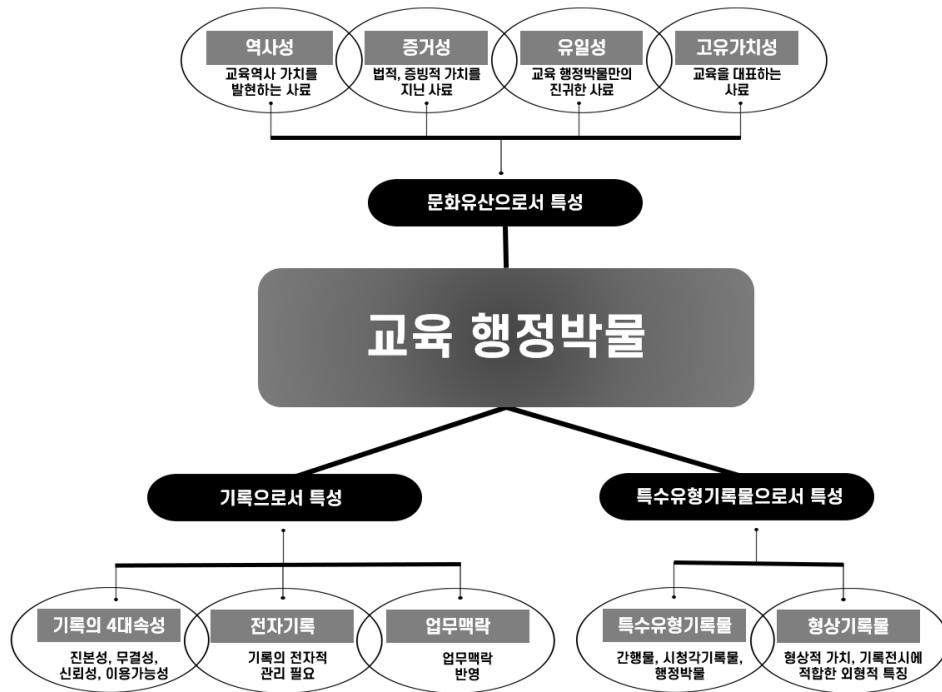 역사성
교육역사 가치를
발현하는 사료
증거성
법적, 증빙적 가치를
지닌 사료
유일성
교육 행정박물만의
진귀한 사료
고유가치성
교육을 대표하는
사료
문화유산으로서 특성
교육 행정박물
기록으로서 특성
특수유형기록물으로서 특성
기록의 4대속성
진본성, 무결성,
신뢰성, 이용가능성
전자기록
기록의 전자적
관리 필요
업무맥락
업무맥락
반영
특수유형기록물
간행물, 시청각기록물,
행정박물
형상기록물
형상적 가치, 기록전시에
적합한 외형적 특징